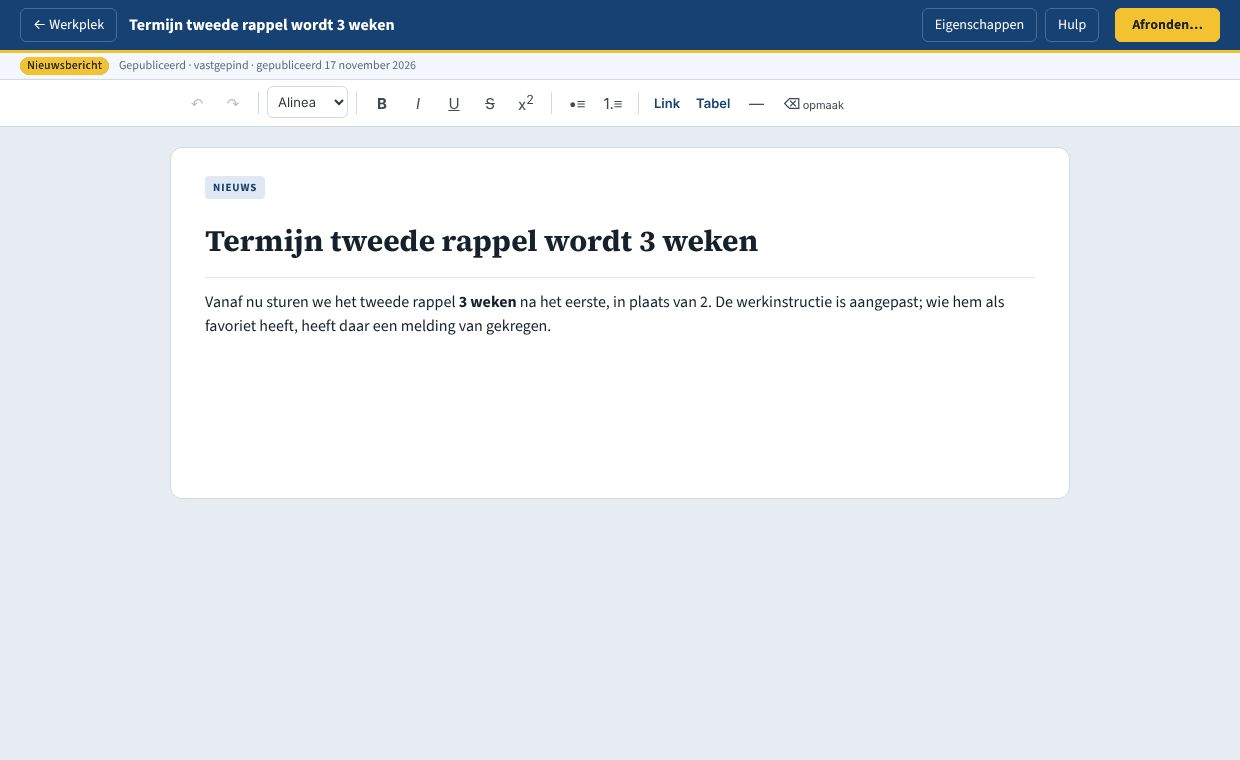 ← Werkplek Termijn tweede rappel wordt 3 weken Eigenschappen Hulp Afronden...
Nieuwsbericht Gepubliceerd · vastgepind · gepubliceerd 17 november 2026
↶ ↷ Alinea B I U S x² •≡ 1.≡ Link Tabel — ⌫ opmaak
NIEUWS
Termijn tweede rappel wordt 3 weken
Vanaf nu sturen we het tweede rappel 3 weken na het eerste, in plaats van 2. De werkinstructie is aangepast; wie hem als
favoriet heeft, heeft daar een melding van gekregen.